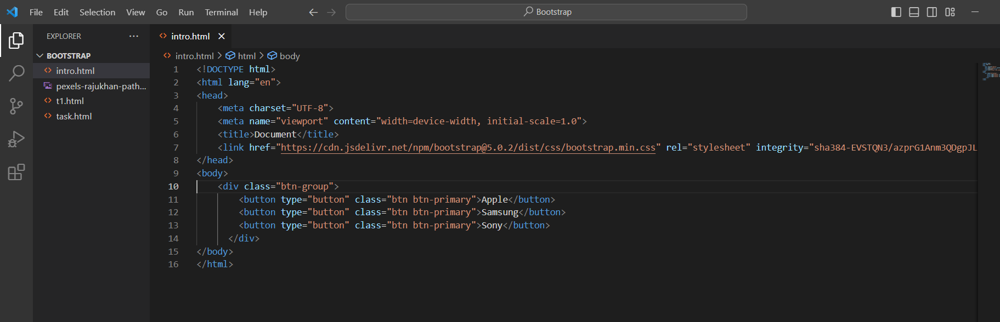 File Edit Selection View Go Run Terminal Help
Bootstrap
EXPLORER
BOOTSTRAP
intro.html
pexels-rajukhan-path...
t1.html
task.html
intro.html
intro.html > html > body
1 <!DOCTYPE html>
2 <html lang="en">
3 <head>
4 <meta charset="UTF-8">
5 <meta name="viewport" content="width=device-width, initial-scale=1.0">
6 <title>Document</title>
7 <link href="https://cdn.jsdelivr.net/npm/bootstrap@5.0.2/dist/css/bootstrap.min.css" rel="stylesheet" integrity="sha384-EVSTQN3/azprG1Anm3QDgpJL
8 </head>
9 <body>
10 <div class="btn-group">
11 <button type="button" class="btn btn-primary">Apple</button>
12 <button type="button" class="btn btn-primary">Samsung</button>
13 <button type="button" class="btn btn-primary">Sony</button>
14 </div>
15 </body>
16 </html>